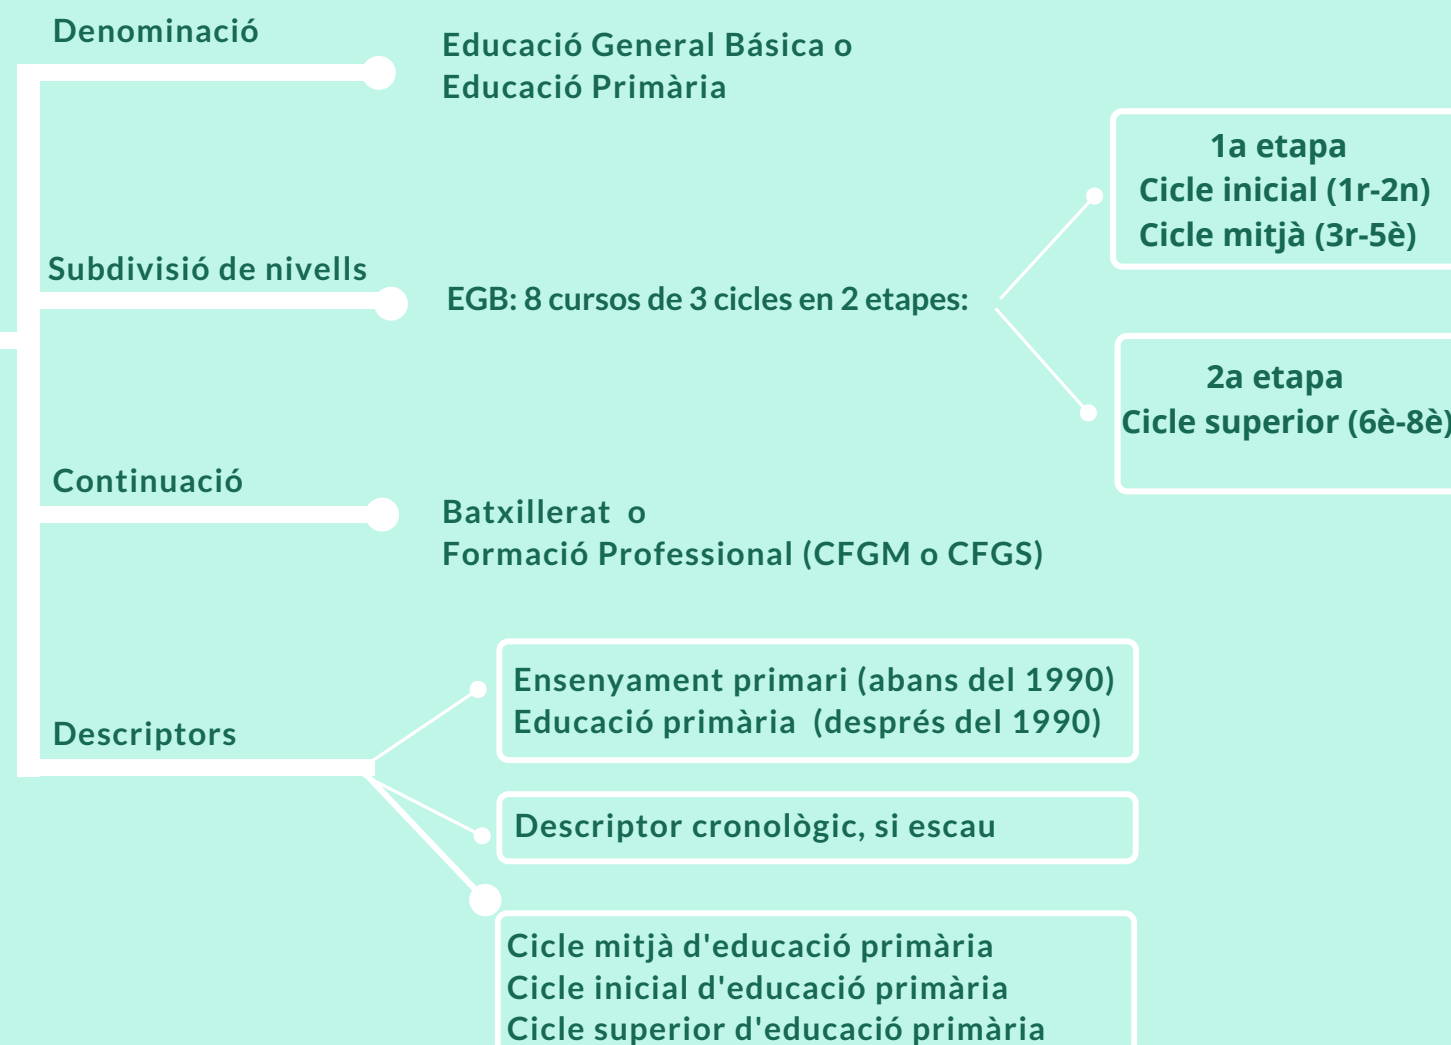 Denominació
Educació General Básica o
Educació Primària
1a etapa
Cicle inicial (1r-2n)
Cicle mitjà (3r-5è)
Subdivisió de nivells
EGB: 8 cursos de 3 cicles en 2 etapes:
2a etapa
Cicle superior (6è-8è)
Continuació
Batxillerat o
Formació Professional (CFGM o CFGS)
Descriptors
Ensenyament primari (abans del 1990)
Educació primària (després del 1990)
Descriptor cronològic, si escau
Cicle mitjà d'educació primària
Cicle inicial d'educació primària
Cicle superior d'educació primària